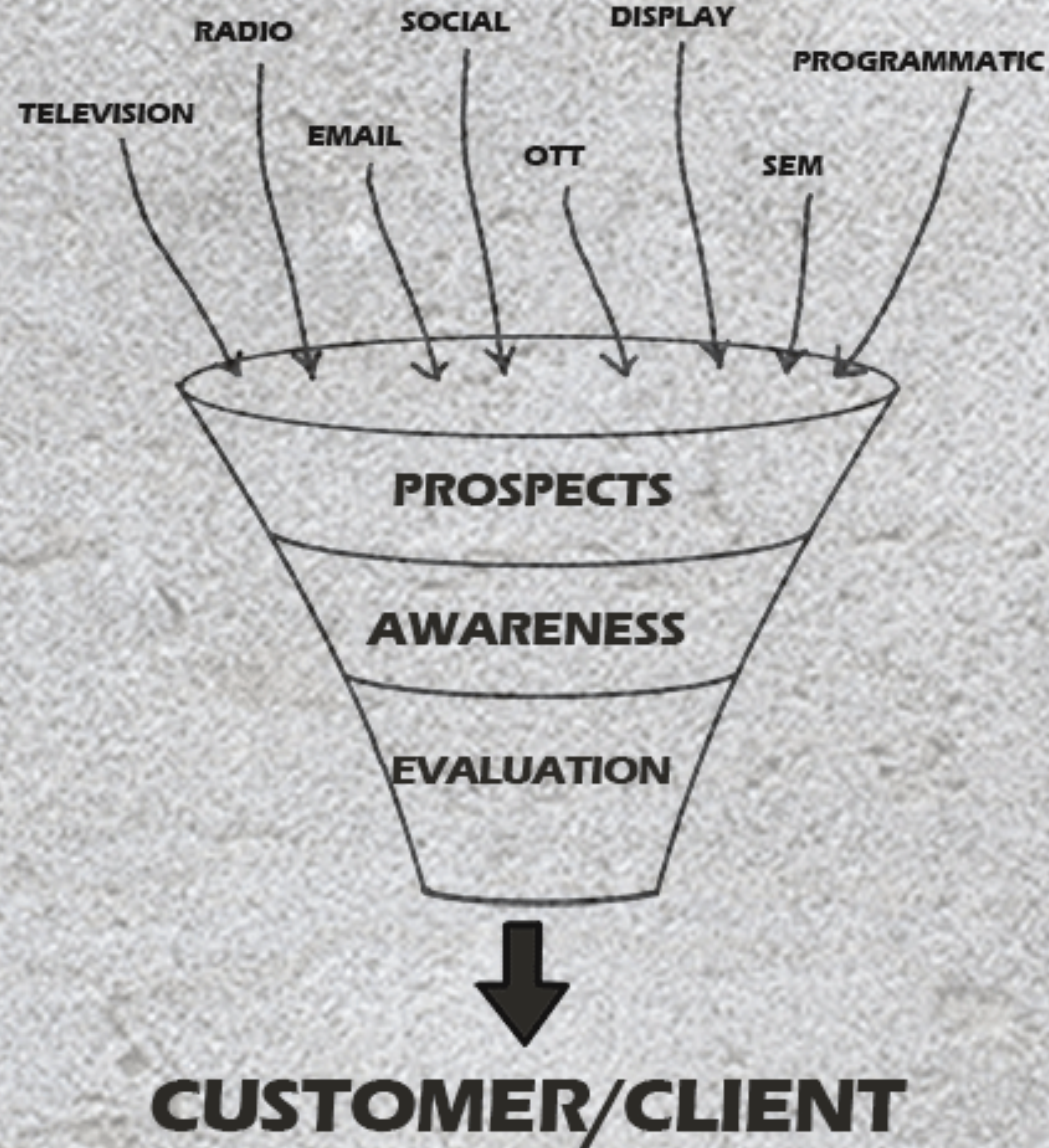 DISPLAY
SOCIAL
RADIO
PROGRAMMATIC
TELEVISION
EMAIL
OTT
SEM
PROSPECTS
AWARENESS
EVALUATION
CUSTOMER/CLIENT